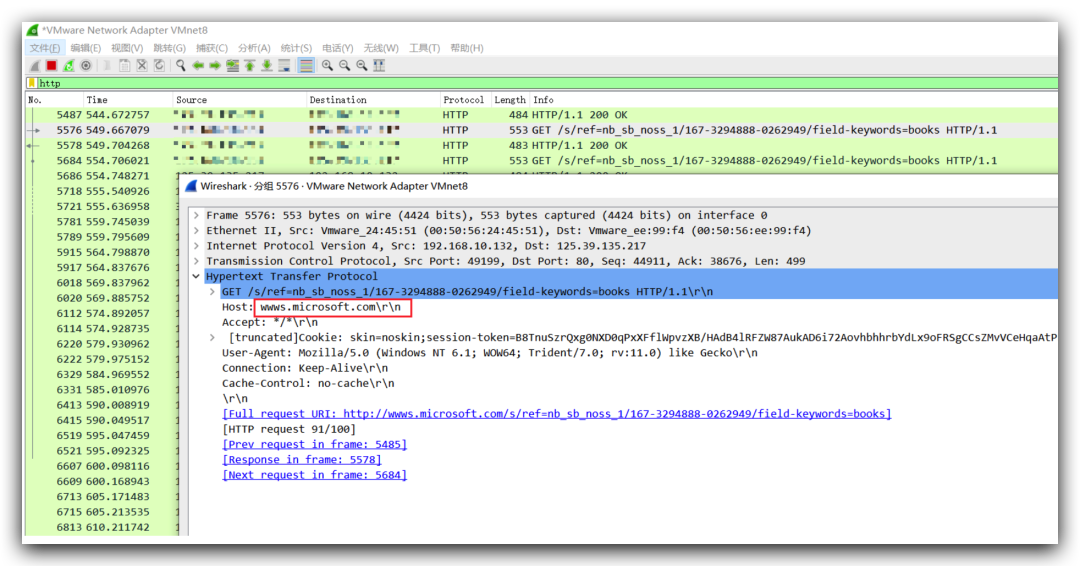 *VMware Network Adapter VMnet8
文件(F) 编辑(E) 视图(V) 跳转(G) 捕获(C) 分析(A) 统计(S) 电话(Y) 无线(W) 工具(T) 帮助(H)
http
No. Time Source Destination Protocol Length Info
5487 544.672757 HTTP 484 HTTP/1.1 200 OK
5576 549.667079 HTTP 553 GET /s/ref=nb_sb_noss_1/167-3294888-0262949/field-keywords=books HTTP/1.1
5578 549.704268 HTTP 483 HTTP/1.1 200 OK
5684 554.706021 HTTP 553 GET /s/ref=nb_sb_noss_1/167-3294888-0262949/field-keywords=books HTTP/1.1
5686 554.748271
5718 555.540926
5721 555.636958
5781 559.745039
5789 559.795609
5915 564.798870
5917 564.837676
6018 569.837962
6020 569.885752
6112 574.892057
6114 574.928735
6220 579.930962
6222 579.975152
6329 584.969552
6331 585.010976
6413 590.008919
6415 590.049517
6519 595.047459
6521 595.092325
6607 600.098116
6609 600.168943
6713 605.171483
6715 605.213535
6813 610.211742
Wireshark · 分组 5576 · VMware Network Adapter VMnet8
Frame 5576: 553 bytes on wire (4424 bits), 553 bytes captured (4424 bits) on interface 0
Ethernet II, Src: Vmware_24:45:51 (00:50:56:24:45:51), Dst: Vmware_ee:99:f4 (00:50:56:ee:99:f4)
Internet Protocol Version 4, Src: 192.168.10.132, Dst: 125.39.135.217
Transmission Control Protocol, Src Port: 49199, Dst Port: 80, Seq: 44911, Ack: 38676, Len: 499
Hypertext Transfer Protocol
GET /s/ref=nb_sb_noss_1/167-3294888-0262949/field-keywords=books HTTP/1.1\r\n
Host: wwws.microsoft.com\r\n
Accept: */*\r\n
[truncated]Cookie: skin=noskin;session-token=B8TnuSzrQxg0NXD0qPxXFflWpvzXB/HAdB4lRFZW87AukAD6i72AovhbhhrbYdLx9oFRSgCCsZMvVCeHqaAtP
User-Agent: Mozilla/5.0 (Windows NT 6.1; WOW64; Trident/7.0; rv:11.0) like Gecko\r\n
Connection: Keep-Alive\r\n
Cache-Control: no-cache\r\n
\r\n
[Full request URI: http://wwws.microsoft.com/s/ref=nb_sb_noss_1/167-3294888-0262949/field-keywords=books]
[HTTP request 91/100]
[Prev request in frame: 5485]
[Response in frame: 5578]
[Next request in frame: 5684]